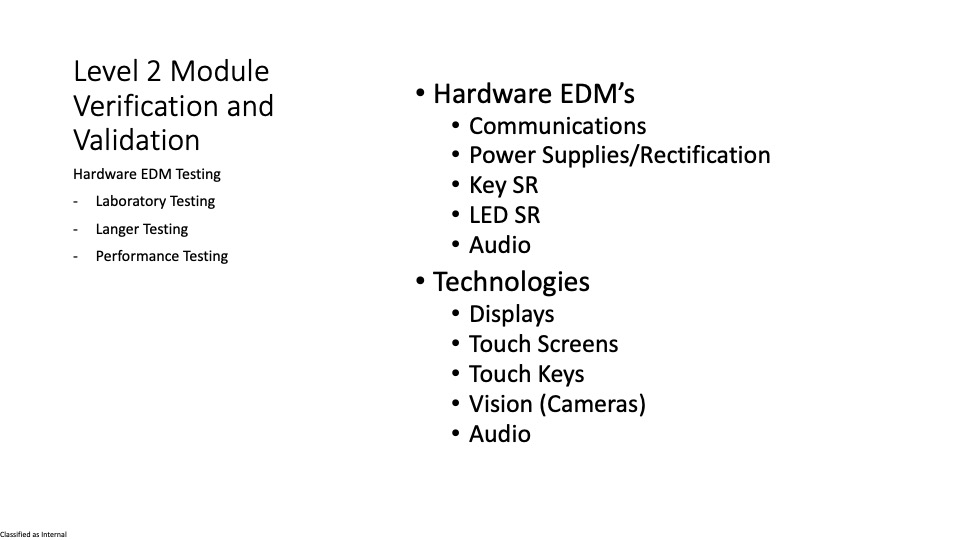 Level 2 Module
Verification and
Validation
Hardware EDM Testing
- Laboratory Testing
- Langer Testing
- Performance Testing
• Hardware EDM’s
• Communications
• Power Supplies/Rectification
• Key SR
• LED SR
• Audio
• Technologies
• Displays
• Touch Screens
• Touch Keys
• Vision (Cameras)
• Audio
Classified as Internal